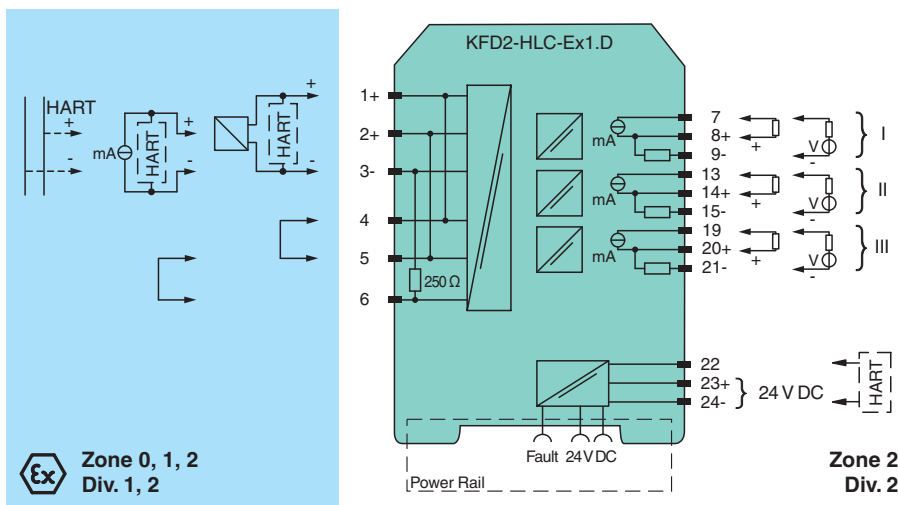 KFD2-HLC-Ex1.D
HART
+
-
mA
HART
+
-
HART
+
-
1+
2+
3-
4
5
6
250 Ω
mA
mA
mA
7
8+
9-
13
14+
15-
19
20+
21-
+
V
-
I
+
V
-
II
+
V
-
III
22
23+
24-
24 V DC
HART
Fault
24V DC
Power Rail
Ex
Zone 0, 1, 2
Div. 1, 2
Zone 2
Div. 2